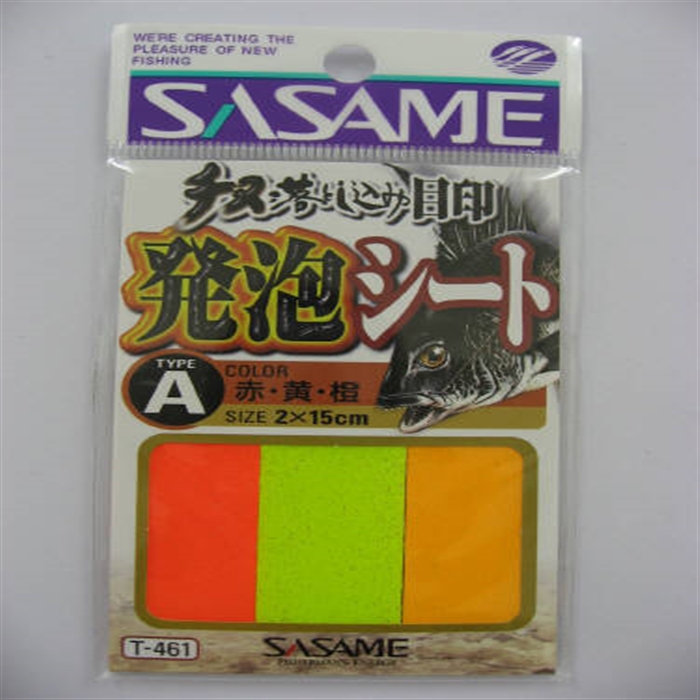 WE'RE CREATING THE
PLEASURE OF NEW
FISHING
SASAME
チヌ落とし込み目印
発泡シート
TYPE
A
COLOR
赤・黄・橙
SIZE 2×15cm
T-461
SASAME